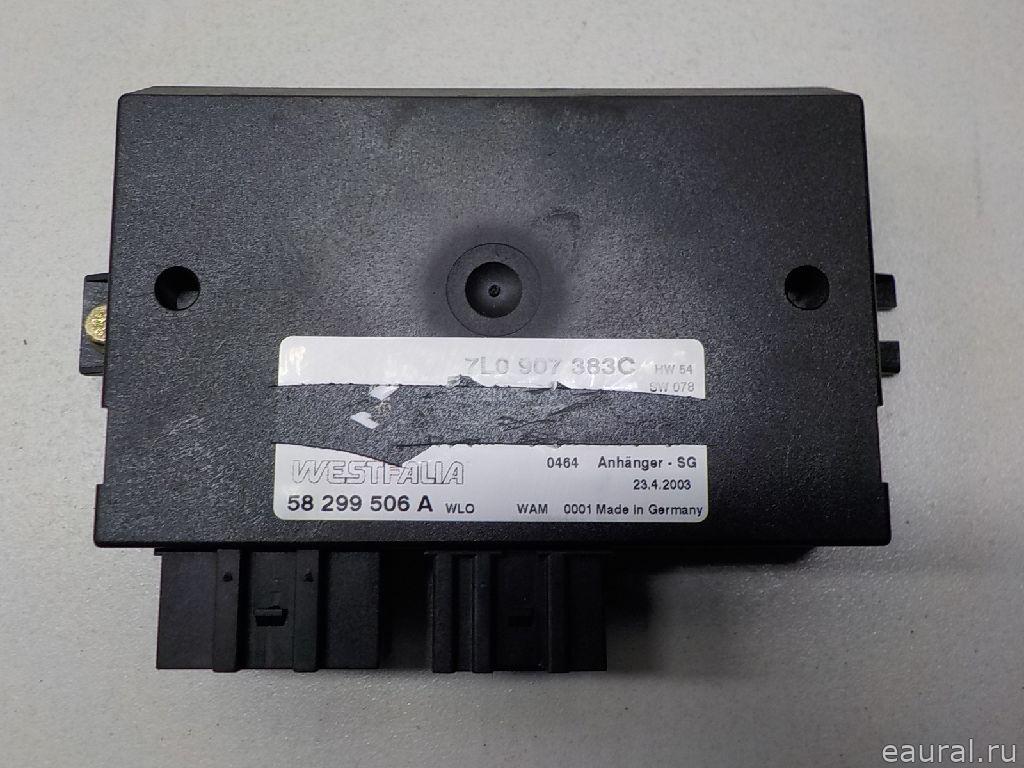 7L0 907 383C HW 54
SW 078
WESTFALIA 0464 Anhänger - SG
23.4.2003
58 299 506 A WLO WAM 0001 Made in Germany
eaural.ru